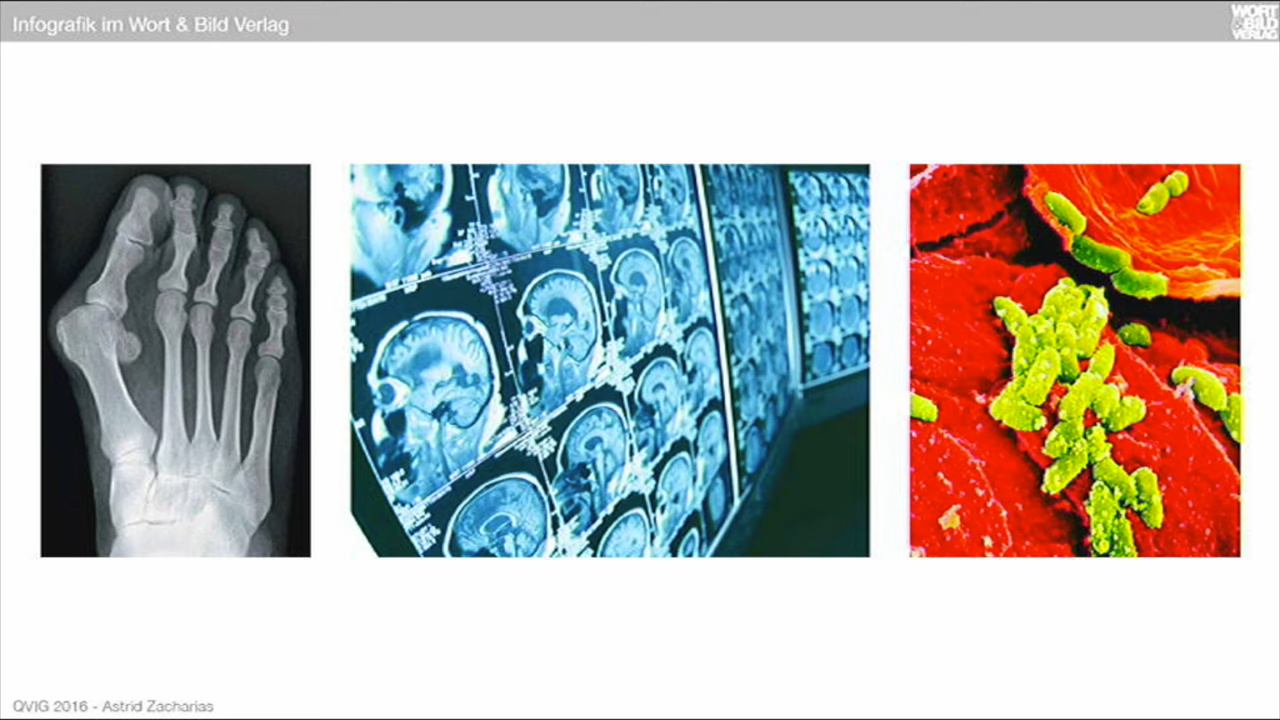 Infografik im Wort & Bild Verlag
WORT
&BILD
VERLAG
QVIG 2016 - Astrid Zacharias